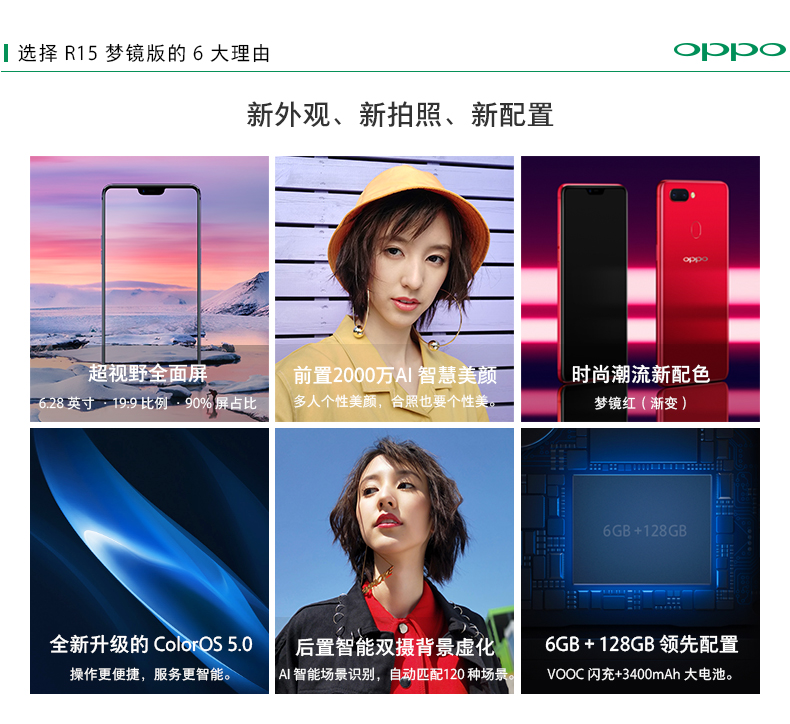 选择 R15 梦镜版的 6 大理由
oppo
新外观、新拍照、新配置
超视野全面屏
6.28 英寸 · 19:9 比例 · 90% 屏占比
前置2000万AI 智慧美颜
多人个性美颜，合照也要个性美。
oppo
时尚潮流新配色
梦镜红（渐变）
全新升级的 ColorOS 5.0
操作更便捷，服务更智能。
后置智能双摄背景虚化
AI 智能场景识别，自动匹配120 种场景。
6GB+128GB
6GB + 128GB 领先配置
VOOC 闪充+3400mAh 大电池。